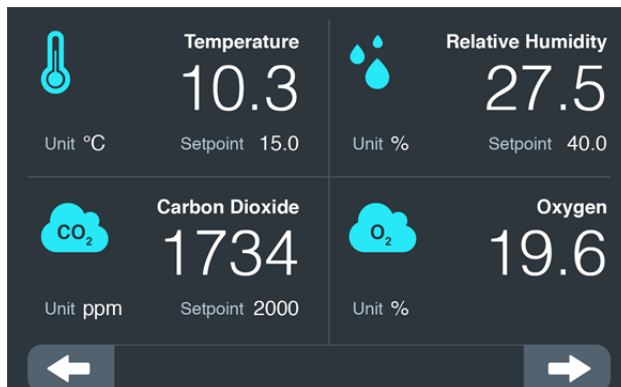 Temperature
10.3
Unit °C Setpoint 15.0
Relative Humidity
27.5
Unit % Setpoint 40.0
CO₂
Carbon Dioxide
1734
Unit ppm Setpoint 2000
O₂
Oxygen
19.6
Unit %